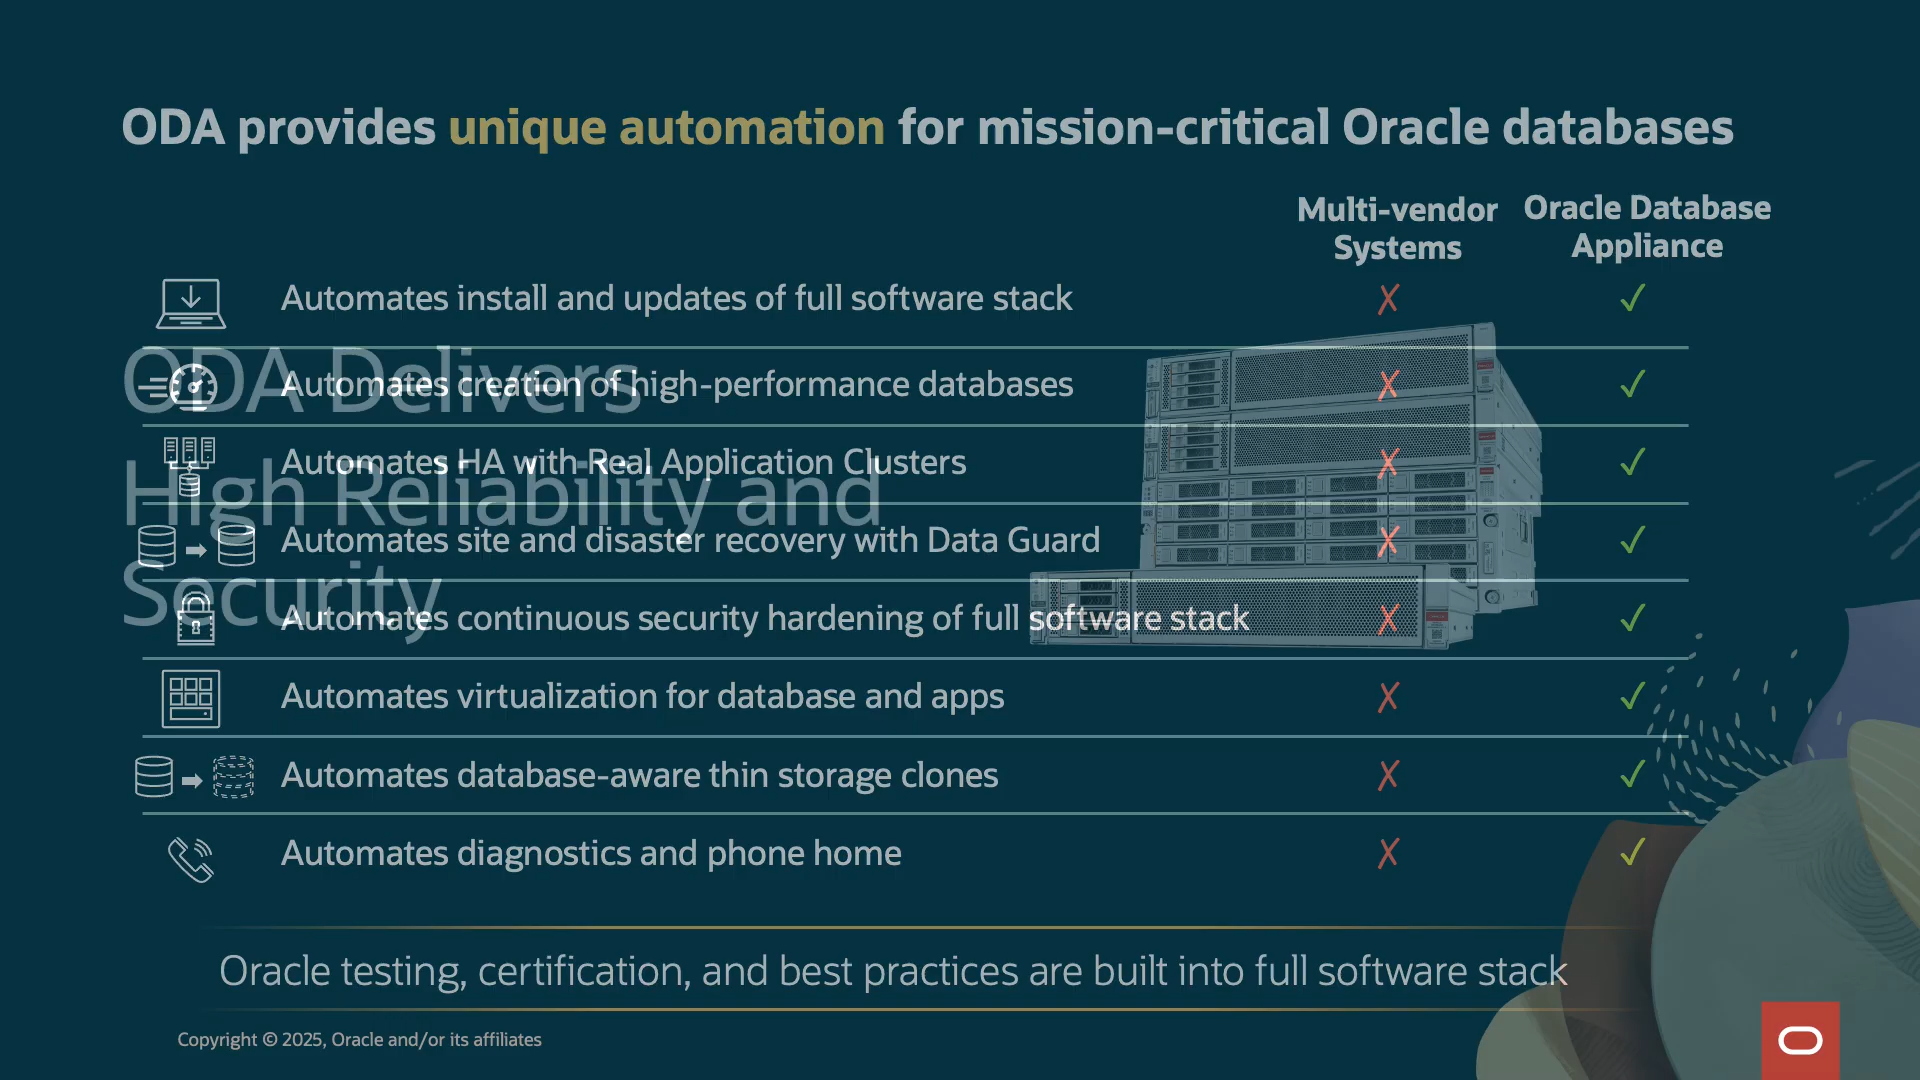 ODA provides unique automation for mission-critical Oracle databases
Multi-vendor Systems
Oracle Database Appliance
Automates install and updates of full software stack ✗ ✓
Automates creation of high-performance databases ✗ ✓
Automates HA with Real Application Clusters ✗ ✓
Automates site and disaster recovery with Data Guard ✗ ✓
Automates continuous security hardening of full software stack ✗ ✓
Automates virtualization for database and apps ✗ ✓
Automates database-aware thin storage clones ✗ ✓
Automates diagnostics and phone home ✗ ✓
ODA Delivers
High Reliability and
Security
Oracle testing, certification, and best practices are built into full software stack
Copyright © 2025, Oracle and/or its affiliates